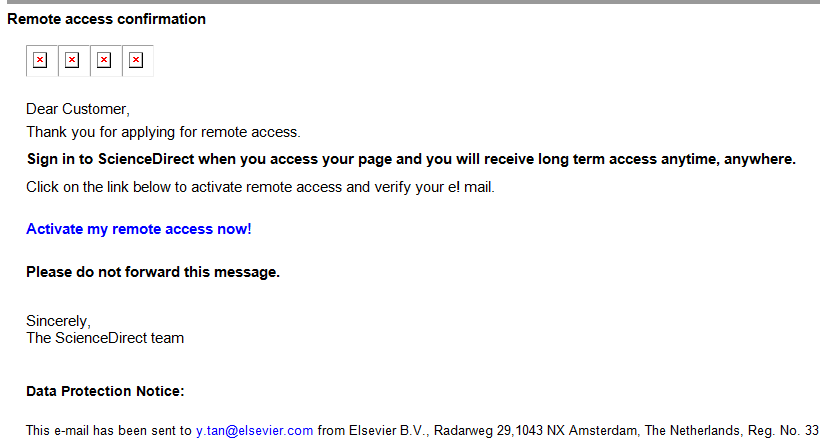 Remote access confirmation
Dear Customer,
Thank you for applying for remote access.
Sign in to ScienceDirect when you access your page and you will receive long term access anytime, anywhere.
Click on the link below to activate remote access and verify your e! mail.
Activate my remote access now!
Please do not forward this message.
Sincerely,
The ScienceDirect team
Data Protection Notice:
This e-mail has been sent to y.tan@elsevier.com from Elsevier B.V., Radarweg 29,1043 NX Amsterdam, The Netherlands, Reg. No. 33